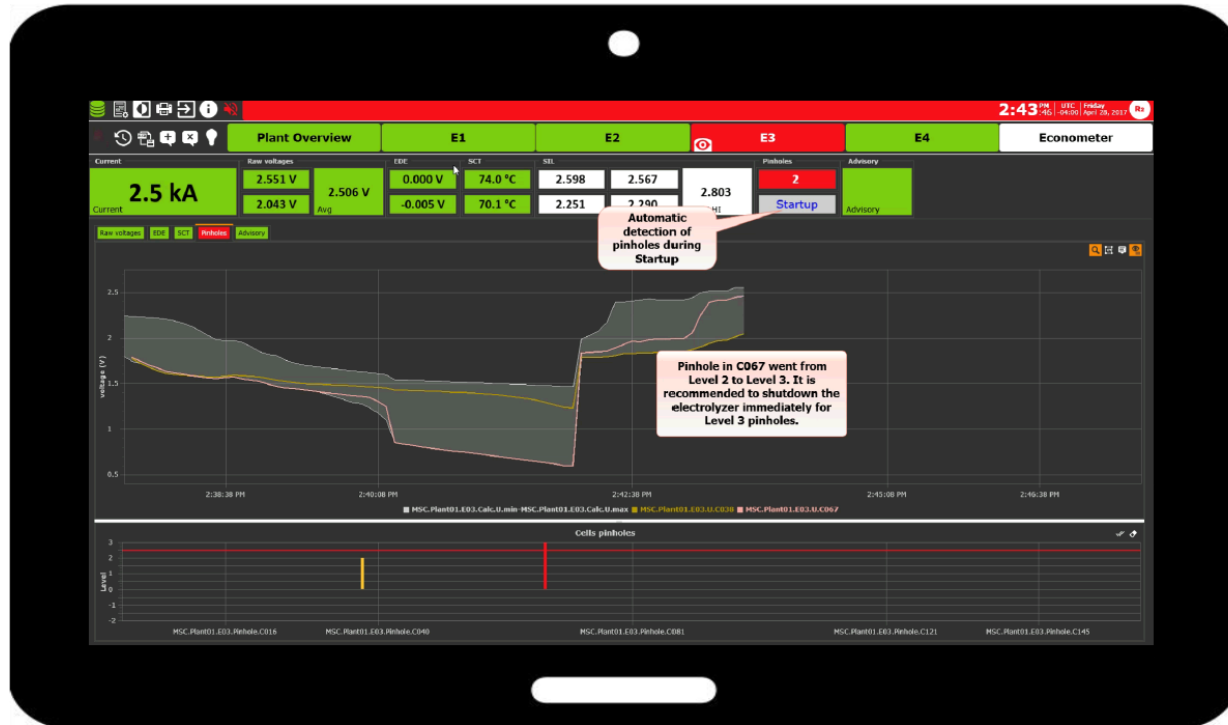 2:43 PM :46 UTC -04:00 Friday April 28, 2017 R2
Plant Overview E1 E2 E3 E4 Econometer
Current Raw voltages EDE SCT SIL Pinholes Advisory
2.5 kA
Current
2.551 V
2.043 V
2.506 V
Avg
0.000 V
-0.005 V
74.0 °C
70.1 °C
2.598
2.251
2.567
2.290
2.803
HI
2
Startup
Advisory
Automatic
detection of
pinholes during
Startup
Raw voltages EDE SCT Pinholes Advisory
voltage (V)
2.5
2
1.5
1
0.5
Pinhole in C067 went from
Level 2 to Level 3. It is
recommended to shutdown the
electrolyzer immediately for
Level 3 pinholes.
2:38:38 PM 2:40:08 PM 2:42:38 PM 2:45:08 PM 2:46:38 PM
MSC.Plant01.E03.Calc.U.min-MSC.Plant01.E03.Calc.U.max MSC.Plant01.E03.U.C038 MSC.Plant01.E03.U.C067
Cells pinholes
Level
3
2
1
0
-1
-2
MSC.Plant01.E03.Pinhole.C016 MSC.Plant01.E03.Pinhole.C040 MSC.Plant01.E03.Pinhole.C081 MSC.Plant01.E03.Pinhole.C121 MSC.Plant01.E03.Pinhole.C145